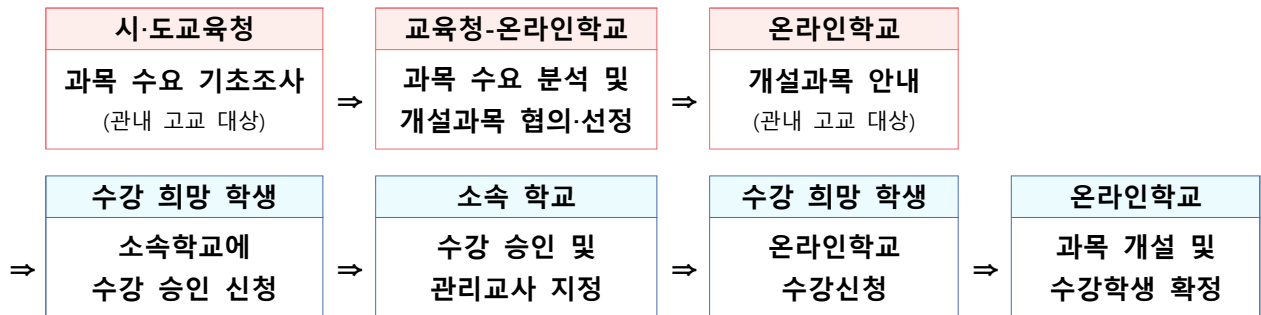 시·도교육청
과목 수요 기초조사
(관내 고교 대상)
⇒
교육청-온라인학교
과목 수요 분석 및
개설과목 협의·선정
⇒
온라인학교
개설과목 안내
(관내 고교 대상)
⇒
수강 희망 학생
소속학교에
수강 승인 신청
⇒
소속 학교
수강 승인 및
관리교사 지정
⇒
수강 희망 학생
온라인학교
수강신청
⇒
온라인학교
과목 개설 및
수강학생 확정